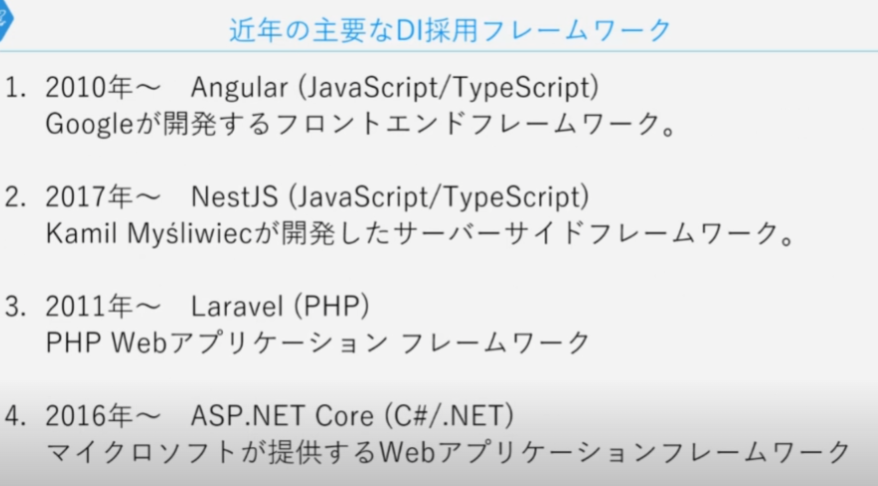 近年の主要なDI採用フレームワーク
1. 2010年～ Angular (JavaScript/TypeScript)
Googleが開発するフロントエンドフレームワーク。
2. 2017年～ NestJS (JavaScript/TypeScript)
Kamil Myśliwiecが開発したサーバーサイドフレームワーク。
3. 2011年～ Laravel (PHP)
PHP Webアプリケーション フレームワーク
4. 2016年～ ASP.NET Core (C#/.NET)
マイクロソフトが提供するWebアプリケーションフレームワーク